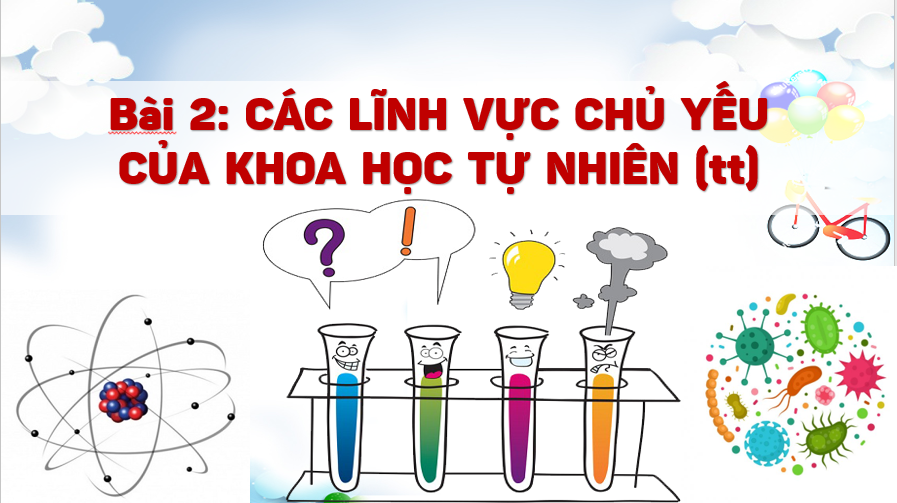 Bài 2: CÁC LĨNH VỰC CHỦ YẾU
CỦA KHOA HỌC TỰ NHIÊN (tt)
? !